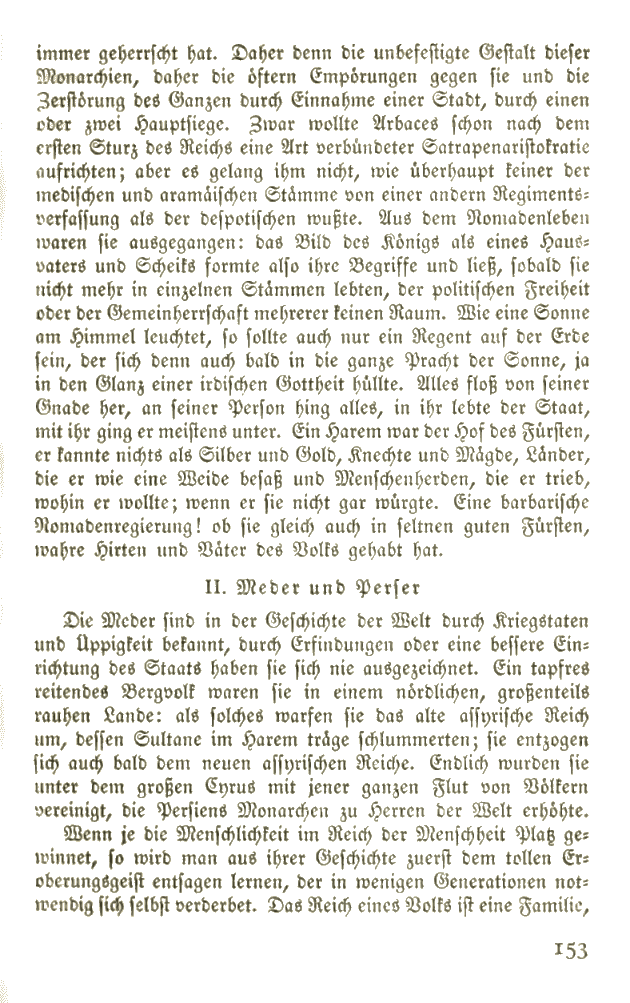 immer geherrscht hat. Daher denn die unbefestigte Gestalt dieser
Monarchien, daher die öftern Empörungen gegen sie und die
Zerstörung des Ganzen durch Einnahme einer Stadt, durch einen
oder zwei Hauptsiege. Zwar wollte Arbaces schon nach dem
ersten Sturz des Reichs eine Art verbündeter Satrapenaristokratie
aufrichten; aber es gelang ihm nicht, wie überhaupt keiner der
medischen und aramäischen Stämme von einer andern Regiments-
verfassung als der despotischen wußte. Aus dem Nomadenleben
waren sie ausgegangen: das Bild des Königs als eines Haus-
vaters und Scheiks formte also ihre Begriffe und ließ, sobald sie
nicht mehr in einzelnen Stämmen lebten, der politischen Freiheit
oder der Gemeinherrschaft mehrerer keinen Raum. Wie eine Sonne
am Himmel leuchtet, so sollte auch nur ein Regent auf der Erde
sein, der sich denn auch bald in die ganze Pracht der Sonne, ja
in den Glanz einer irdischen Gottheit hüllte. Alles floß von seiner
Gnade her, an seiner Person hing alles, in ihr lebte der Staat,
mit ihr ging er meistens unter. Ein Harem war der Hof des Fürsten,
er kannte nichts als Silber und Gold, Knechte und Mägde, Länder,
die er wie eine Weide besaß und Menschenherden, die er trieb,
wohin er wollte; wenn er sie nicht gar würgte. Eine barbarische
Nomadenregierung! ob sie gleich auch in seltnen guten Fürsten,
wahre Hirten und Väter des Volks gehabt hat.
II. Meder und Perser
Die Meder sind in der Geschichte der Welt durch Kriegstaten
und Üppigkeit bekannt, durch Erfindungen oder eine bessere Ein-
richtung des Staats haben sie sich nie ausgezeichnet. Ein tapfres
reitendes Bergvolk waren sie in einem nördlichen, großenteils
rauhen Lande: als solches warfen sie das alte assyrische Reich
um, dessen Sultane im Harem träge schlummerten; sie entzogen
sich auch bald dem neuen assyrischen Reiche. Endlich wurden sie
unter dem großen Cyrus mit jener ganzen Flut von Völkern
vereinigt, die Persiens Monarchen zu Herren der Welt erhöhte.
Wenn je die Menschlichkeit im Reich der Menschheit Platz ge-
winnet, so wird man aus ihrer Geschichte zuerst dem tollen Er-
oberungsgeist entsagen lernen, der in wenigen Generationen not-
wendig sich selbst verderbet. Das Reich eines Volks ist eine Familie,
153